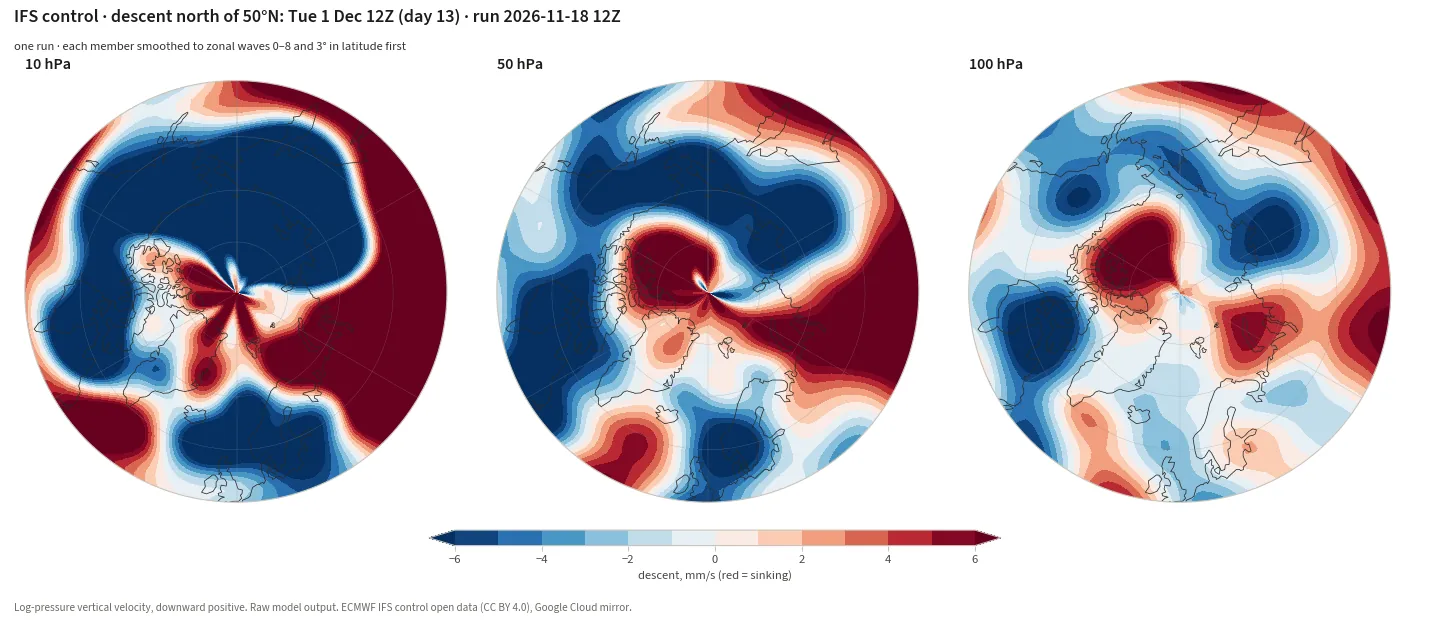 IFS control · descent north of 50°N: Tue 1 Dec 12Z (day 13) · run 2026-11-18 12Z
one run · each member smoothed to zonal waves 0–8 and 3° in latitude first
10 hPa
50 hPa
100 hPa
−6 −4 −2 0 2 4 6
descent, mm/s (red = sinking)
Log-pressure vertical velocity, downward positive. Raw model output. ECMWF IFS control open data (CC BY 4.0), Google Cloud mirror.